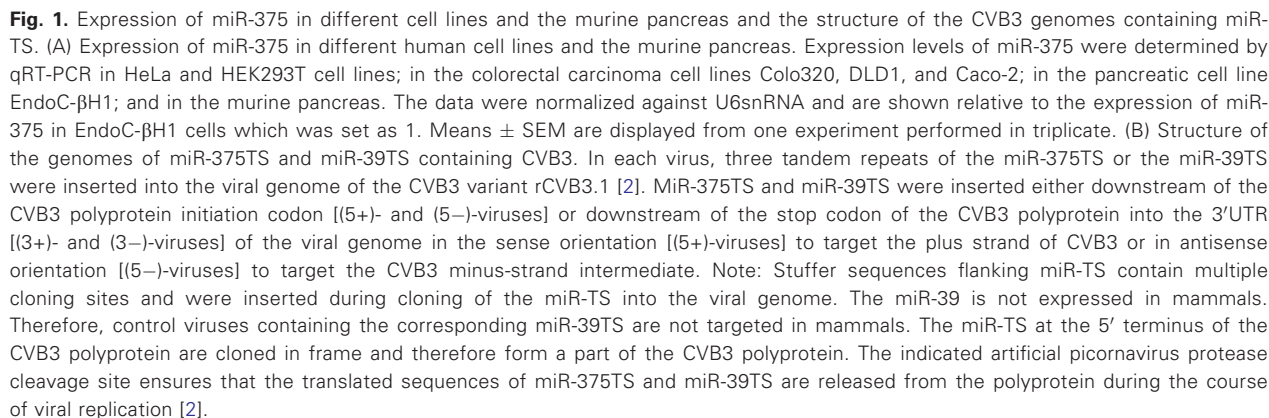 Fig. 1. Expression of miR-375 in different cell lines and the murine pancreas and the structure of the CVB3 genomes containing miR-
TS. (A) Expression of miR-375 in different human cell lines and the murine pancreas. Expression levels of miR-375 were determined by
qRT-PCR in HeLa and HEK293T cell lines; in the colorectal carcinoma cell lines Colo320, DLD1, and Caco-2; in the pancreatic cell line
EndoC-βH1; and in the murine pancreas. The data were normalized against U6snRNA and are shown relative to the expression of miR-
375 in EndoC-βH1 cells which was set as 1. Means ± SEM are displayed from one experiment performed in triplicate. (B) Structure of
the genomes of miR-375TS and miR-39TS containing CVB3. In each virus, three tandem repeats of the miR-375TS or the miR-39TS
were inserted into the viral genome of the CVB3 variant rCVB3.1 [2]. MiR-375TS and miR-39TS were inserted either downstream of the
CVB3 polyprotein initiation codon [(5+)- and (5−)-viruses] or downstream of the stop codon of the CVB3 polyprotein into the 3′UTR
[(3+)- and (3−)-viruses] of the viral genome in the sense orientation [(5+)-viruses] to target the plus strand of CVB3 or in antisense
orientation [(5−)-viruses] to target the CVB3 minus-strand intermediate. Note: Stuffer sequences flanking miR-TS contain multiple
cloning sites and were inserted during cloning of the miR-TS into the viral genome. The miR-39 is not expressed in mammals.
Therefore, control viruses containing the corresponding miR-39TS are not targeted in mammals. The miR-TS at the 5′ terminus of the
CVB3 polyprotein are cloned in frame and therefore form a part of the CVB3 polyprotein. The indicated artificial picornavirus protease
cleavage site ensures that the translated sequences of miR-375TS and miR-39TS are released from the polyprotein during the course
of viral replication [2].